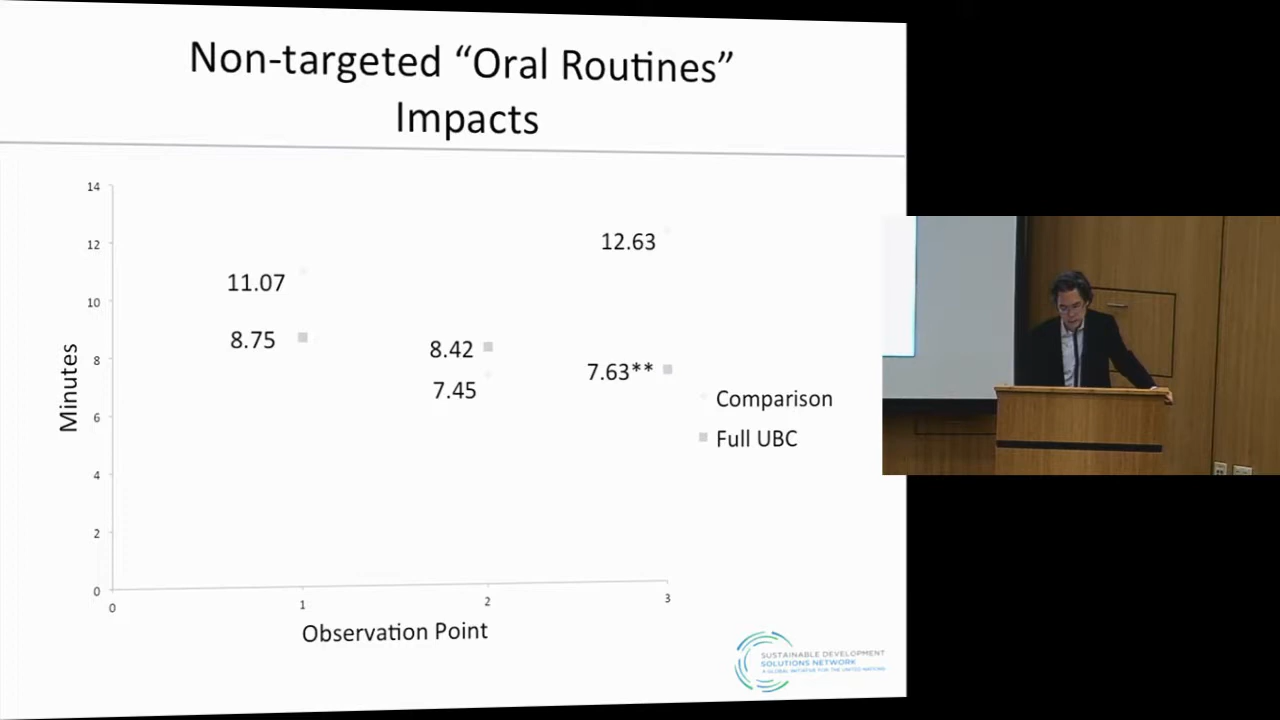 Non-targeted “Oral Routines”
Impacts
14
12
10
8
6
4
2
0
Minutes
11.07
8.75
8.42
7.45
12.63
7.63**
Comparison
Full UBC
0
1
2
3
Observation Point
SUSTAINABLE DEVELOPMENT
SOLUTIONS NETWORK
A GLOBAL INITIATIVE FOR THE UNITED NATIONS